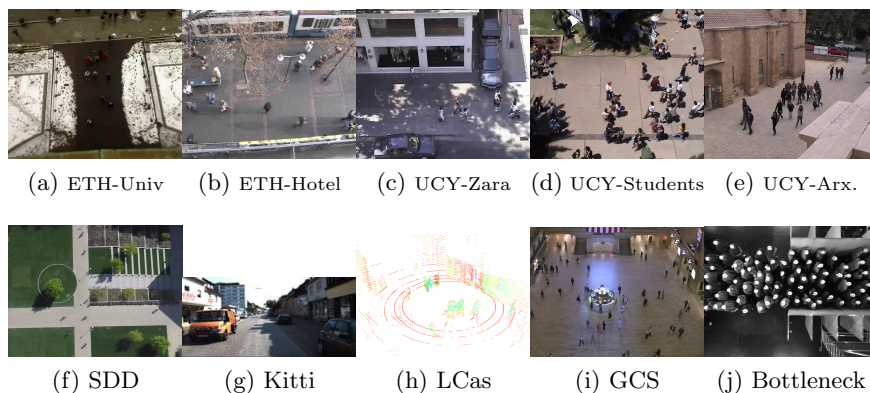 (a) ETH-Univ
(b) ETH-Hotel
(c) UCY-Zara
(d) UCY-Students
(e) UCY-Arx.
(f) SDD
(g) Kitti
(h) LCas
(i) GCS
(j) Bottleneck